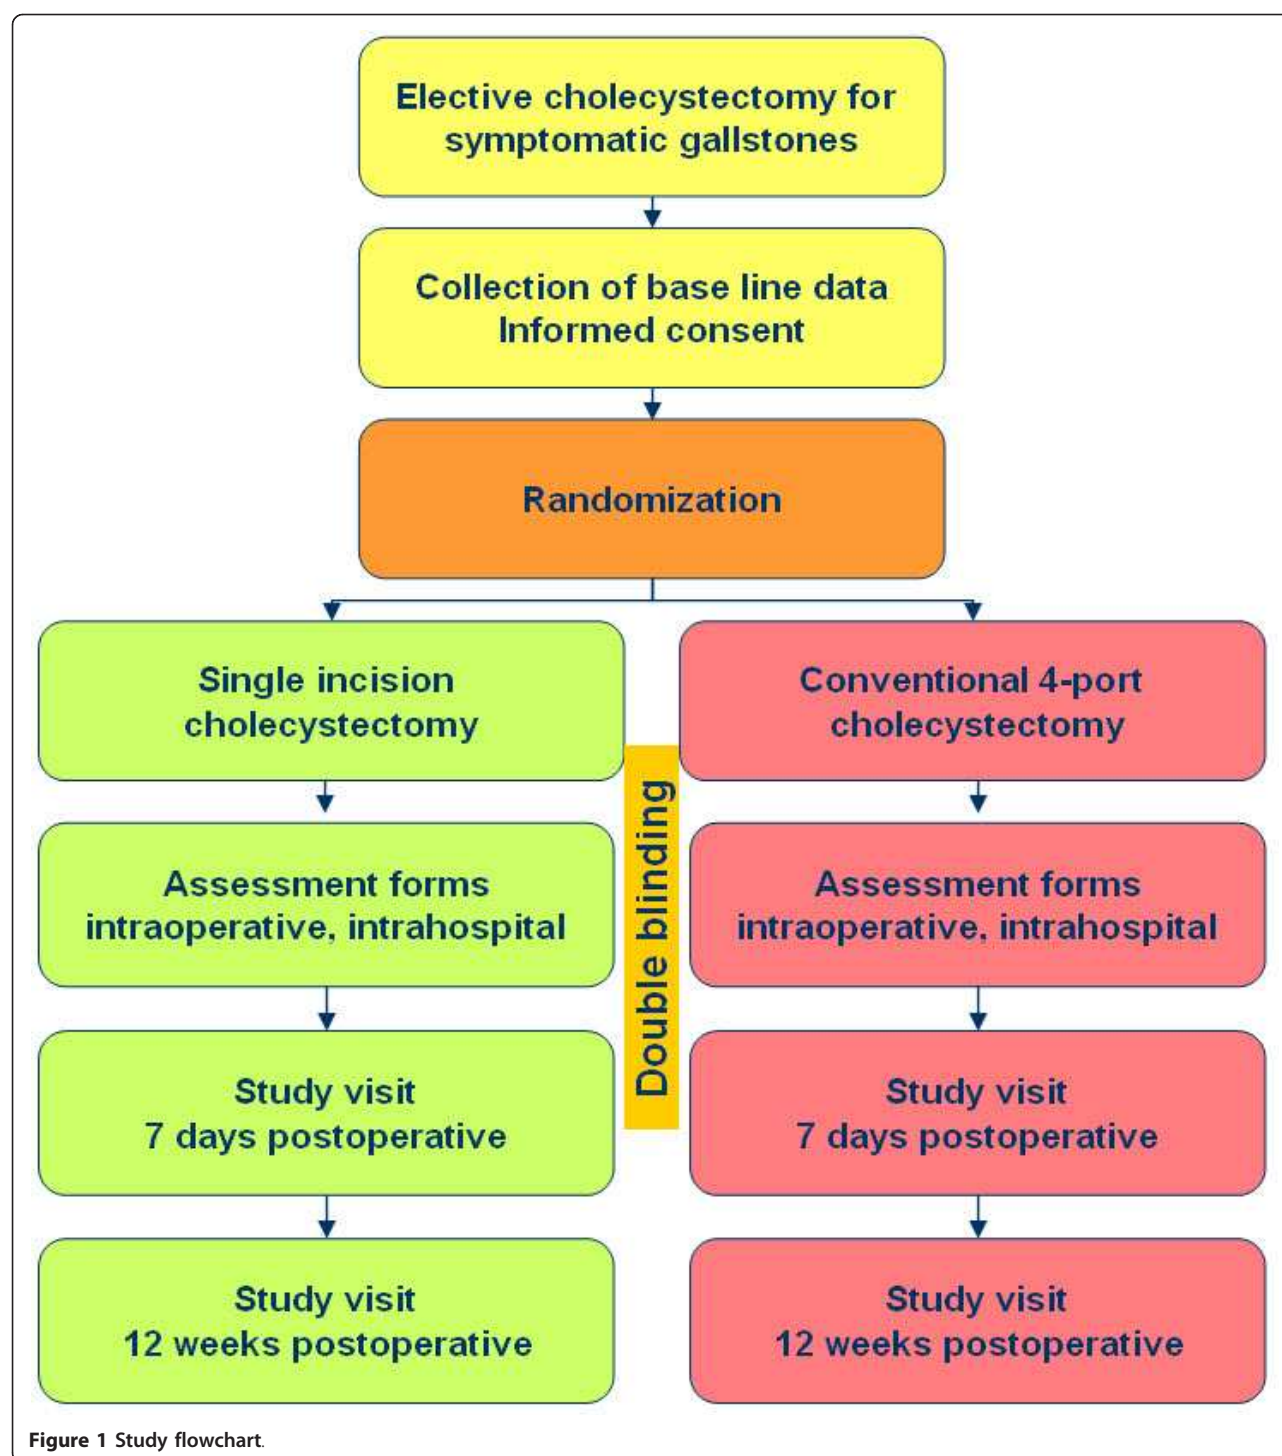 Elective cholecystectomy for
symptomatic gallstones
Collection of base line data
Informed consent
Randomization
Single incision
cholecystectomy
Conventional 4-port
cholecystectomy
Double blinding
Assessment forms
intraoperative, intrahospital
Assessment forms
intraoperative, intrahospital
Study visit
7 days postoperative
Study visit
7 days postoperative
Study visit
12 weeks postoperative
Study visit
12 weeks postoperative
Figure 1 Study flowchart.